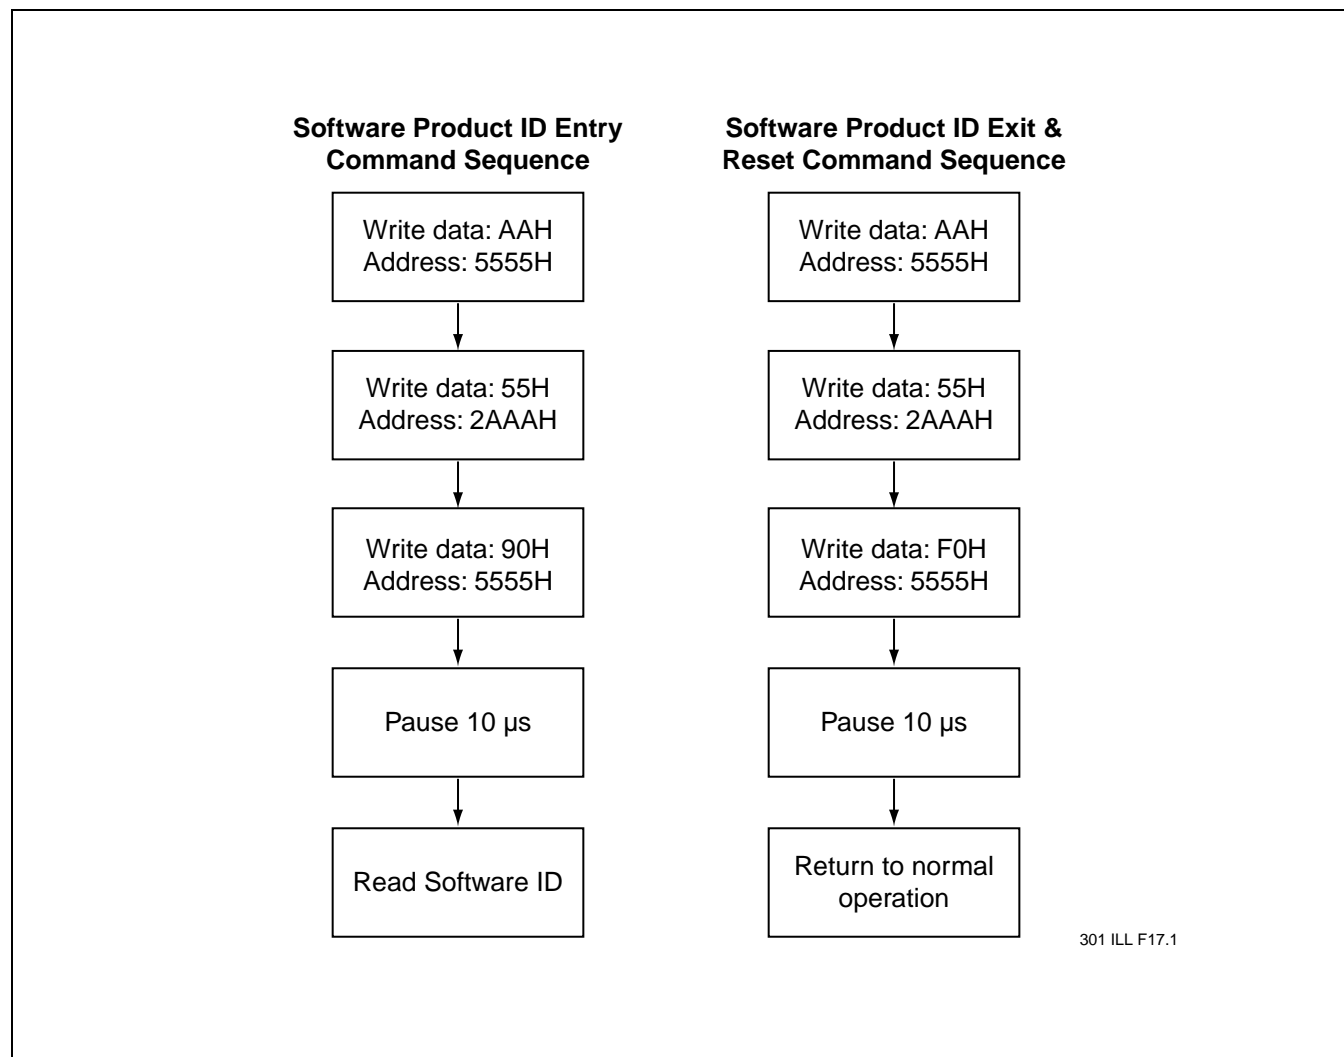 Software Product ID Entry
Command Sequence
Write data: AAH
Address: 5555H
Write data: 55H
Address: 2AAAH
Write data: 90H
Address: 5555H
Pause 10 µs
Read Software ID
Software Product ID Exit &
Reset Command Sequence
Write data: AAH
Address: 5555H
Write data: 55H
Address: 2AAAH
Write data: F0H
Address: 5555H
Pause 10 µs
Return to normal
operation
301 ILL F17.1